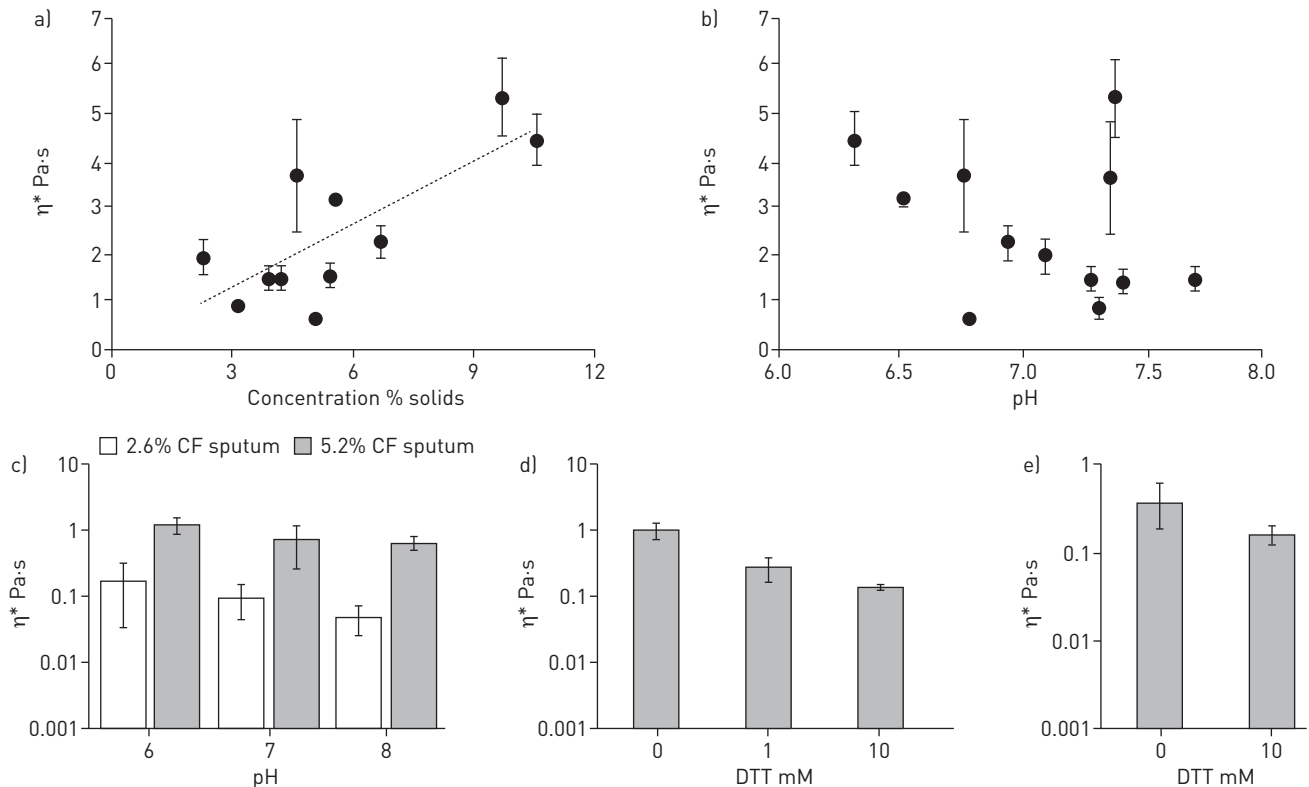 a)
7
6
5
4
3
2
1
0
η* Pa·s
0 3 6 9 12
Concentration % solids
b)
7
6
5
4
3
2
1
0
η* Pa·s
6.0 6.5 7.0 7.5 8.0
pH
2.6% CF sputum 5.2% CF sputum
c)
10
1
0.1
0.01
0.001
η* Pa·s
6 7 8
pH
d)
10
1
0.1
0.01
0.001
η* Pa·s
0 1 10
DTT mM
e)
1
0.1
0.01
0.001
η* Pa·s
0 10
DTT mM